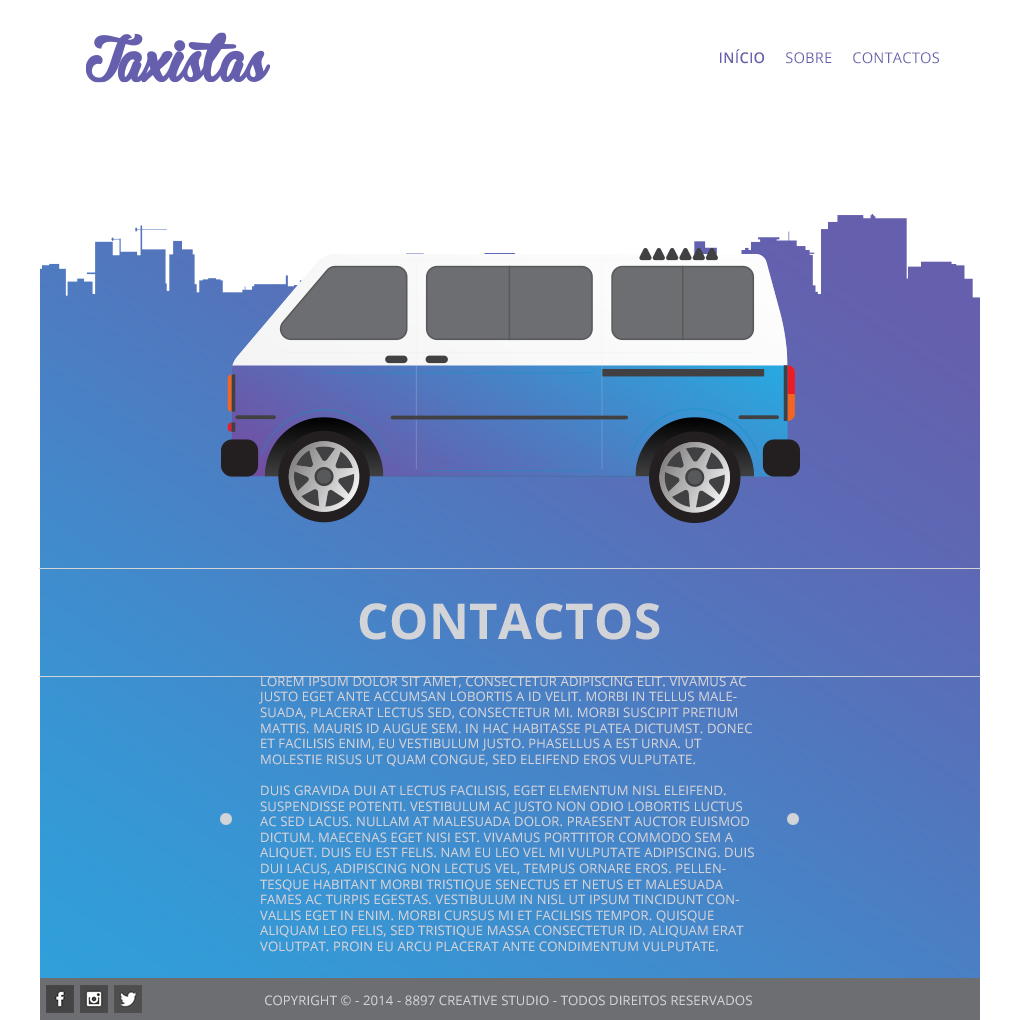 Taxistas
INÍCIO SOBRE CONTACTOS
CONTACTOS
LOREM IPSUM DOLOR SIT AMET, CONSECTETUR ADIPISCING ELIT. VIVAMUS AC
JUSTO EGET ANTE ACCUMSAN LOBORTIS A ID VELIT. MORBI IN TELLUS MALE-
SUADA, PLACERAT LECTUS SED, CONSECTETUR MI. MORBI SUSCIPIT PRETIUM
MATTIS. MAURIS ID AUGUE SEM. IN HAC HABITASSE PLATEA DICTUMST. DONEC
ET FACILISIS ENIM, EU VESTIBULUM JUSTO. PHASELLUS A EST URNA. UT
MOLESTIE RISUS UT QUAM CONGUE, SED ELEIFEND EROS VULPUTATE.
DUIS GRAVIDA DUI AT LECTUS FACILISIS, EGET ELEMENTUM NISL ELEIFEND.
SUSPENDISSE POTENTI. VESTIBULUM AC JUSTO NON ODIO LOBORTIS LUCTUS
AC SED LACUS. NULLAM AT MALESUADA DOLOR. PRAESENT AUCTOR EUISMOD
DICTUM. MAECENAS EGET NISI EST. VIVAMUS PORTTITOR COMMODO SEM A
ALIQUET. DUIS EU EST FELIS. NAM EU LEO VEL MI VULPUTATE ADIPISCING. DUIS
DUI LACUS, ADIPISCING NON LECTUS VEL, TEMPUS ORNARE EROS. PELLEN-
TESQUE HABITANT MORBI TRISTIQUE SENECTUS ET NETUS ET MALESUADA
FAMES AC TURPIS EGESTAS. VESTIBULUM IN NISL UT IPSUM TINCIDUNT CON-
VALLIS EGET IN ENIM. MORBI CURSUS MI ET FACILISIS TEMPOR. QUISQUE
ALIQUAM LEO FELIS, SED TRISTIQUE MASSA CONSECTETUR ID. ALIQUAM ERAT
VOLUTPAT. PROIN EU ARCU PLACERAT ANTE CONDIMENTUM VULPUTATE.
COPYRIGHT © - 2014 - 8897 CREATIVE STUDIO - TODOS DIREITOS RESERVADOS